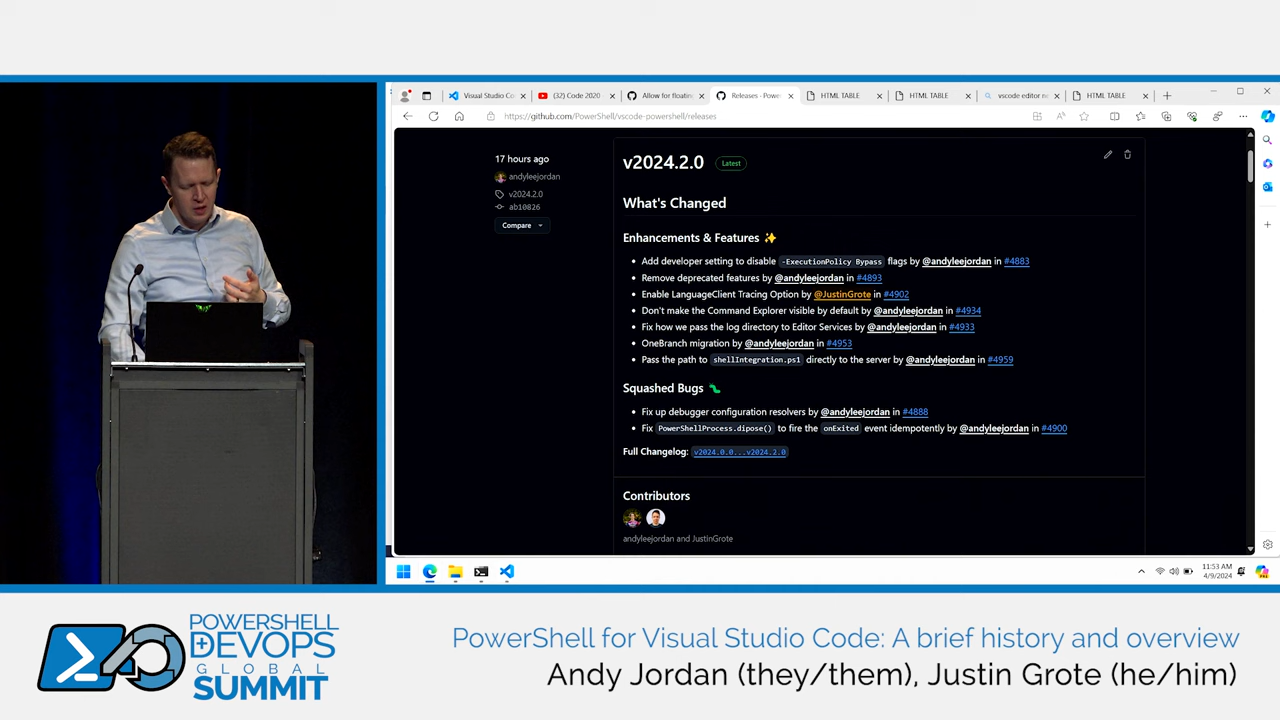 Visual Studio Co
(32) Code 2020
Allow for floatin
Releases - Powe
HTML TABLE
HTML TABLE
vscode editor n
HTML TABLE
https://github.com/PowerShell/vscode-powershell/releases
17 hours ago
andyleejordan
v2024.2.0
ab10826
Compare
v2024.2.0 Latest
What's Changed
Enhancements & Features ✨
• Add developer setting to disable -ExecutionPolicy Bypass flags by @andyleejordan in #4883
• Remove deprecated features by @andyleejordan in #4893
• Enable LanguageClient Tracing Option by @JustinGrote in #4902
• Don't make the Command Explorer visible by default by @andyleejordan in #4934
• Fix how we pass the log directory to Editor Services by @andyleejordan in #4933
• OneBranch migration by @andyleejordan in #4953
• Pass the path to shellIntegration.ps1 directly to the server by @andyleejordan in #4959
Squashed Bugs 🐛
• Fix up debugger configuration resolvers by @andyleejordan in #4888
• Fix PowerShellProcess.dispose() to fire the onExited event idempotently by @andyleejordan in #4900
Full Changelog: v2024.0.0...v2024.2.0
Contributors
andyleejordan and JustinGrote
11:53 AM
4/9/2024
POWERSHELL
+DEVOPS
GLOBAL
SUMMIT
PowerShell for Visual Studio Code: A brief history and overview
Andy Jordan (they/them), Justin Grote (he/him)